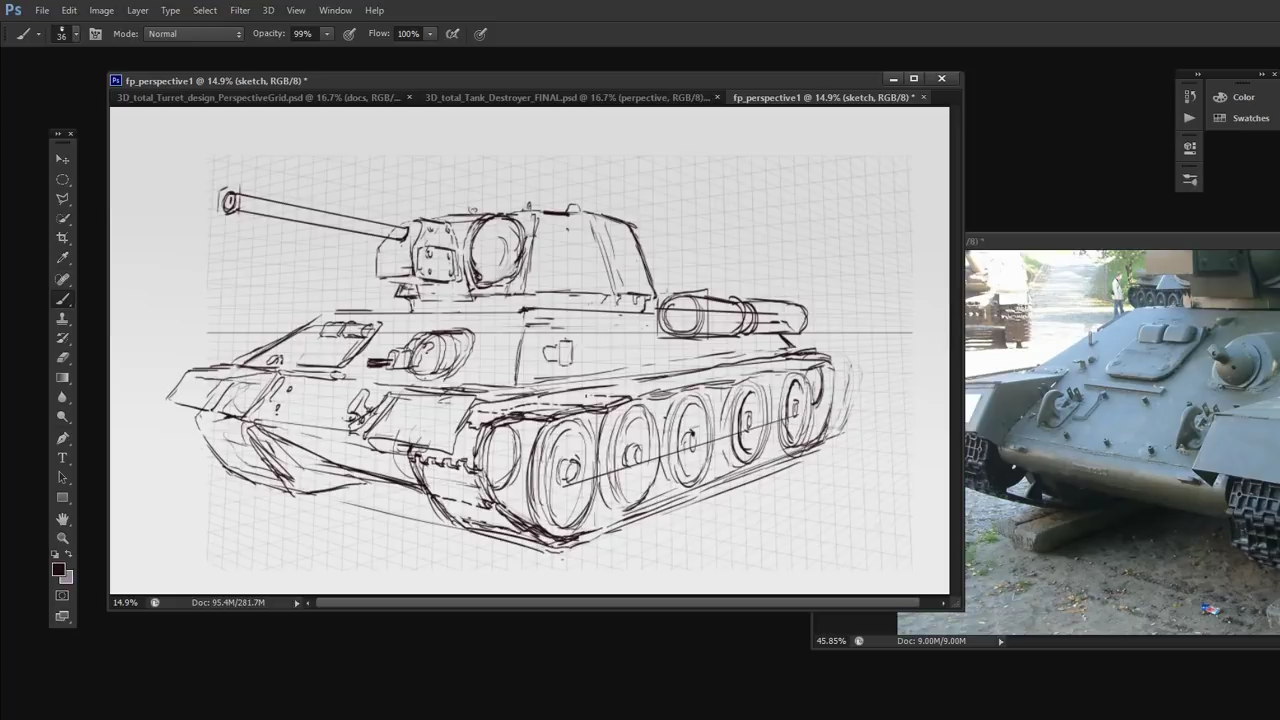 Ps File Edit Image Layer Type Select Filter 3D View Window Help
36 Mode: Normal Opacity: 99% Flow: 100%
Ps fp_perspective1 @ 14.9% (sketch, RGB/8) *
3D_total_Turret_design_PerspectiveGrid.psd @ 16.7% (docs, RGB/... × 3D_total_Tank_Destroyer_FINAL.psd @ 16.7% (perpective, RGB/8)... × fp_perspective1 @ 14.9% (sketch, RGB/8) * ×
Color
Swatches
/8) *
14.9% Doc: 95.4M/281.7M
45.85% Doc: 9.00M/9.00M